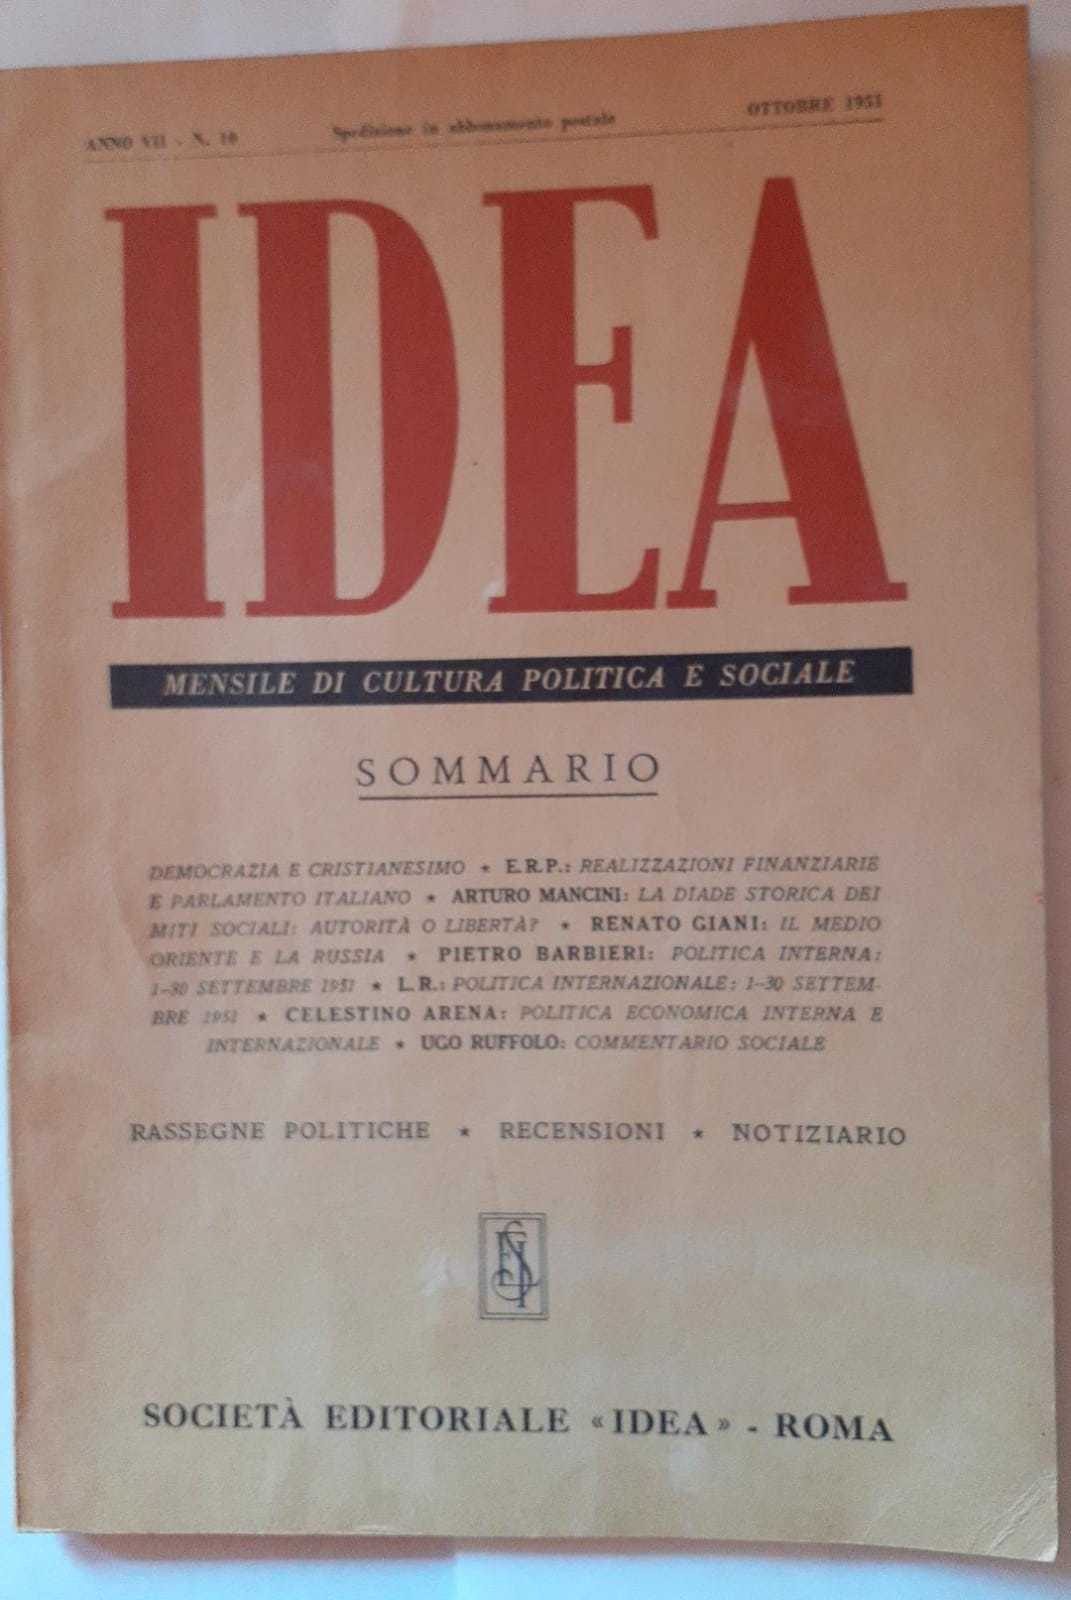 ANNO VII - N. 10 Spedizione in abbonamento postale OTTOBRE 1951
IDEA
MENSILE DI CULTURA POLITICA E SOCIALE
SOMMARIO
DEMOCRAZIA E CRISTIANESIMO ★ E.R.P.: REALIZZAZIONI FINANZIARIE
E PARLAMENTO ITALIANO ★ ARTURO MANCINI: LA DIADE STORICA DEI
MITI SOCIALI: AUTORITÀ O LIBERTÀ? ★ RENATO GIANI: IL MEDIO
ORIENTE E LA RUSSIA ★ PIETRO BARBIERI: POLITICA INTERNA:
1-30 SETTEMBRE 1951 ★ L.R.: POLITICA INTERNAZIONALE: 1-30 SETTEM-
BRE 1951 ★ CELESTINO ARENA: POLITICA ECONOMICA INTERNA E
INTERNAZIONALE ★ UGO RUFFOLO: COMMENTARIO SOCIALE
RASSEGNE POLITICHE ★ RECENSIONI ★ NOTIZIARIO
SOCIETÀ EDITORIALE «IDEA» - ROMA